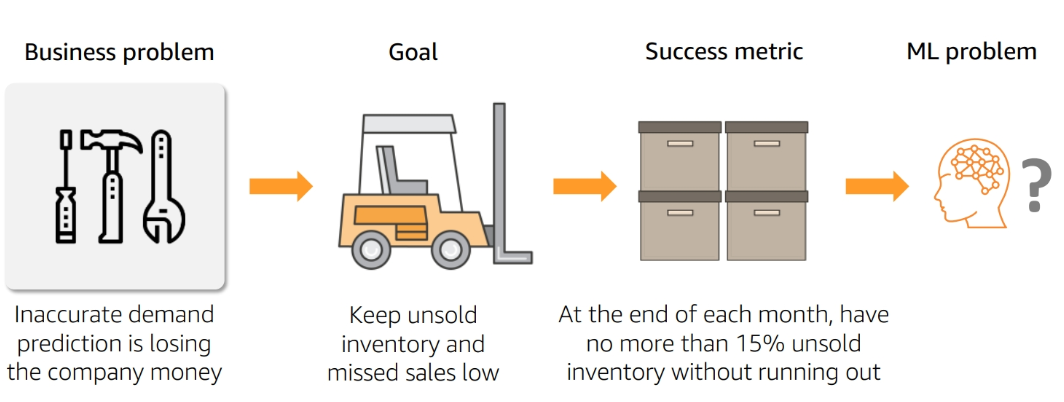 Business problem
Goal
Success metric
ML problem
?
Inaccurate demand
prediction is losing
the company money
Keep unsold
inventory and
missed sales low
At the end of each month, have
no more than 15% unsold
inventory without running out